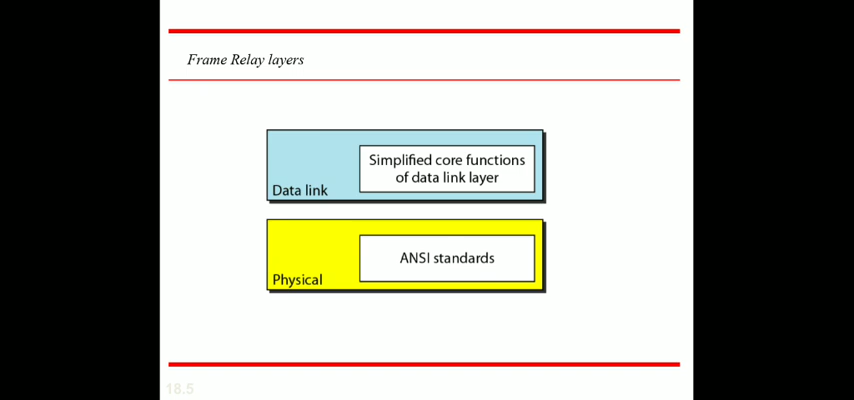 Frame Relay layers
Simplified core functions
of data link layer
Data link
ANSI standards
Physical
18.5